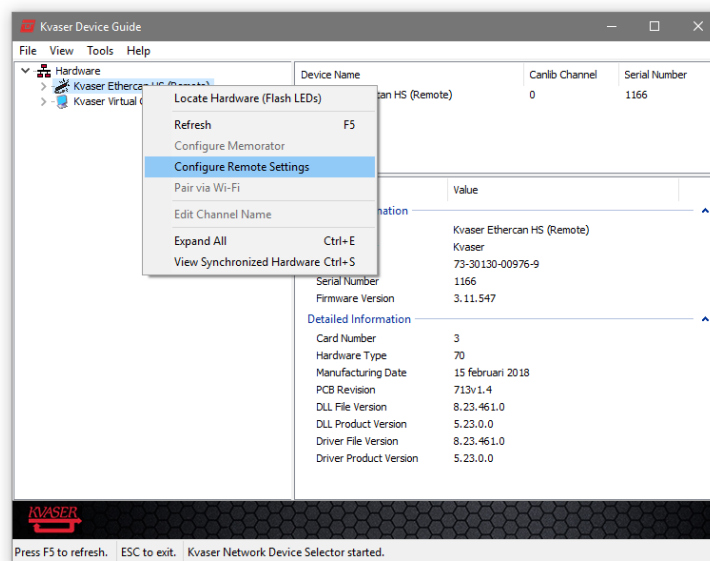 Kvaser Device Guide
File View Tools Help
Hardware
Kvaser Ethercan HS (Remote)
Kvaser Virtual
Locate Hardware (Flash LEDs)
Refresh F5
Configure Memorator
Configure Remote Settings
Pair via Wi-Fi
Edit Channel Name
Expand All Ctrl+E
View Synchronized Hardware Ctrl+S
Device Name Canlib Channel Serial Number
an HS (Remote) 0 1166
Value
mation
Kvaser Ethercan HS (Remote)
Kvaser
73-30130-00976-9
Serial Number 1166
Firmware Version 3.11.547
Detailed Information
Card Number 3
Hardware Type 70
Manufacturing Date 15 februari 2018
PCB Revision 713v1.4
DLL File Version 8.23.461.0
DLL Product Version 5.23.0.0
Driver File Version 8.23.461.0
Driver Product Version 5.23.0.0
KVASER
Press F5 to refresh. ESC to exit. Kvaser Network Device Selector started.